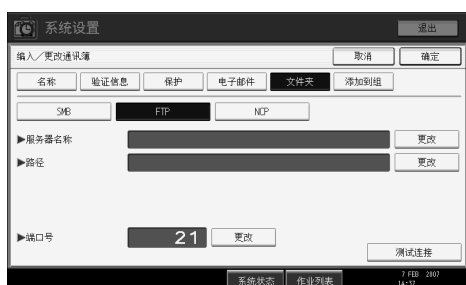 系统设置 退出
编入／更改通讯簿 取消 确定
名称 验证信息 保护 电子邮件 文件夹 添加到组
SMB FTP NCP
▶服务器名称 更改
▶路径 更改
▶端口号 21 更改
测试连接
系统状态 作业列表 7 FEB 2007
14:37